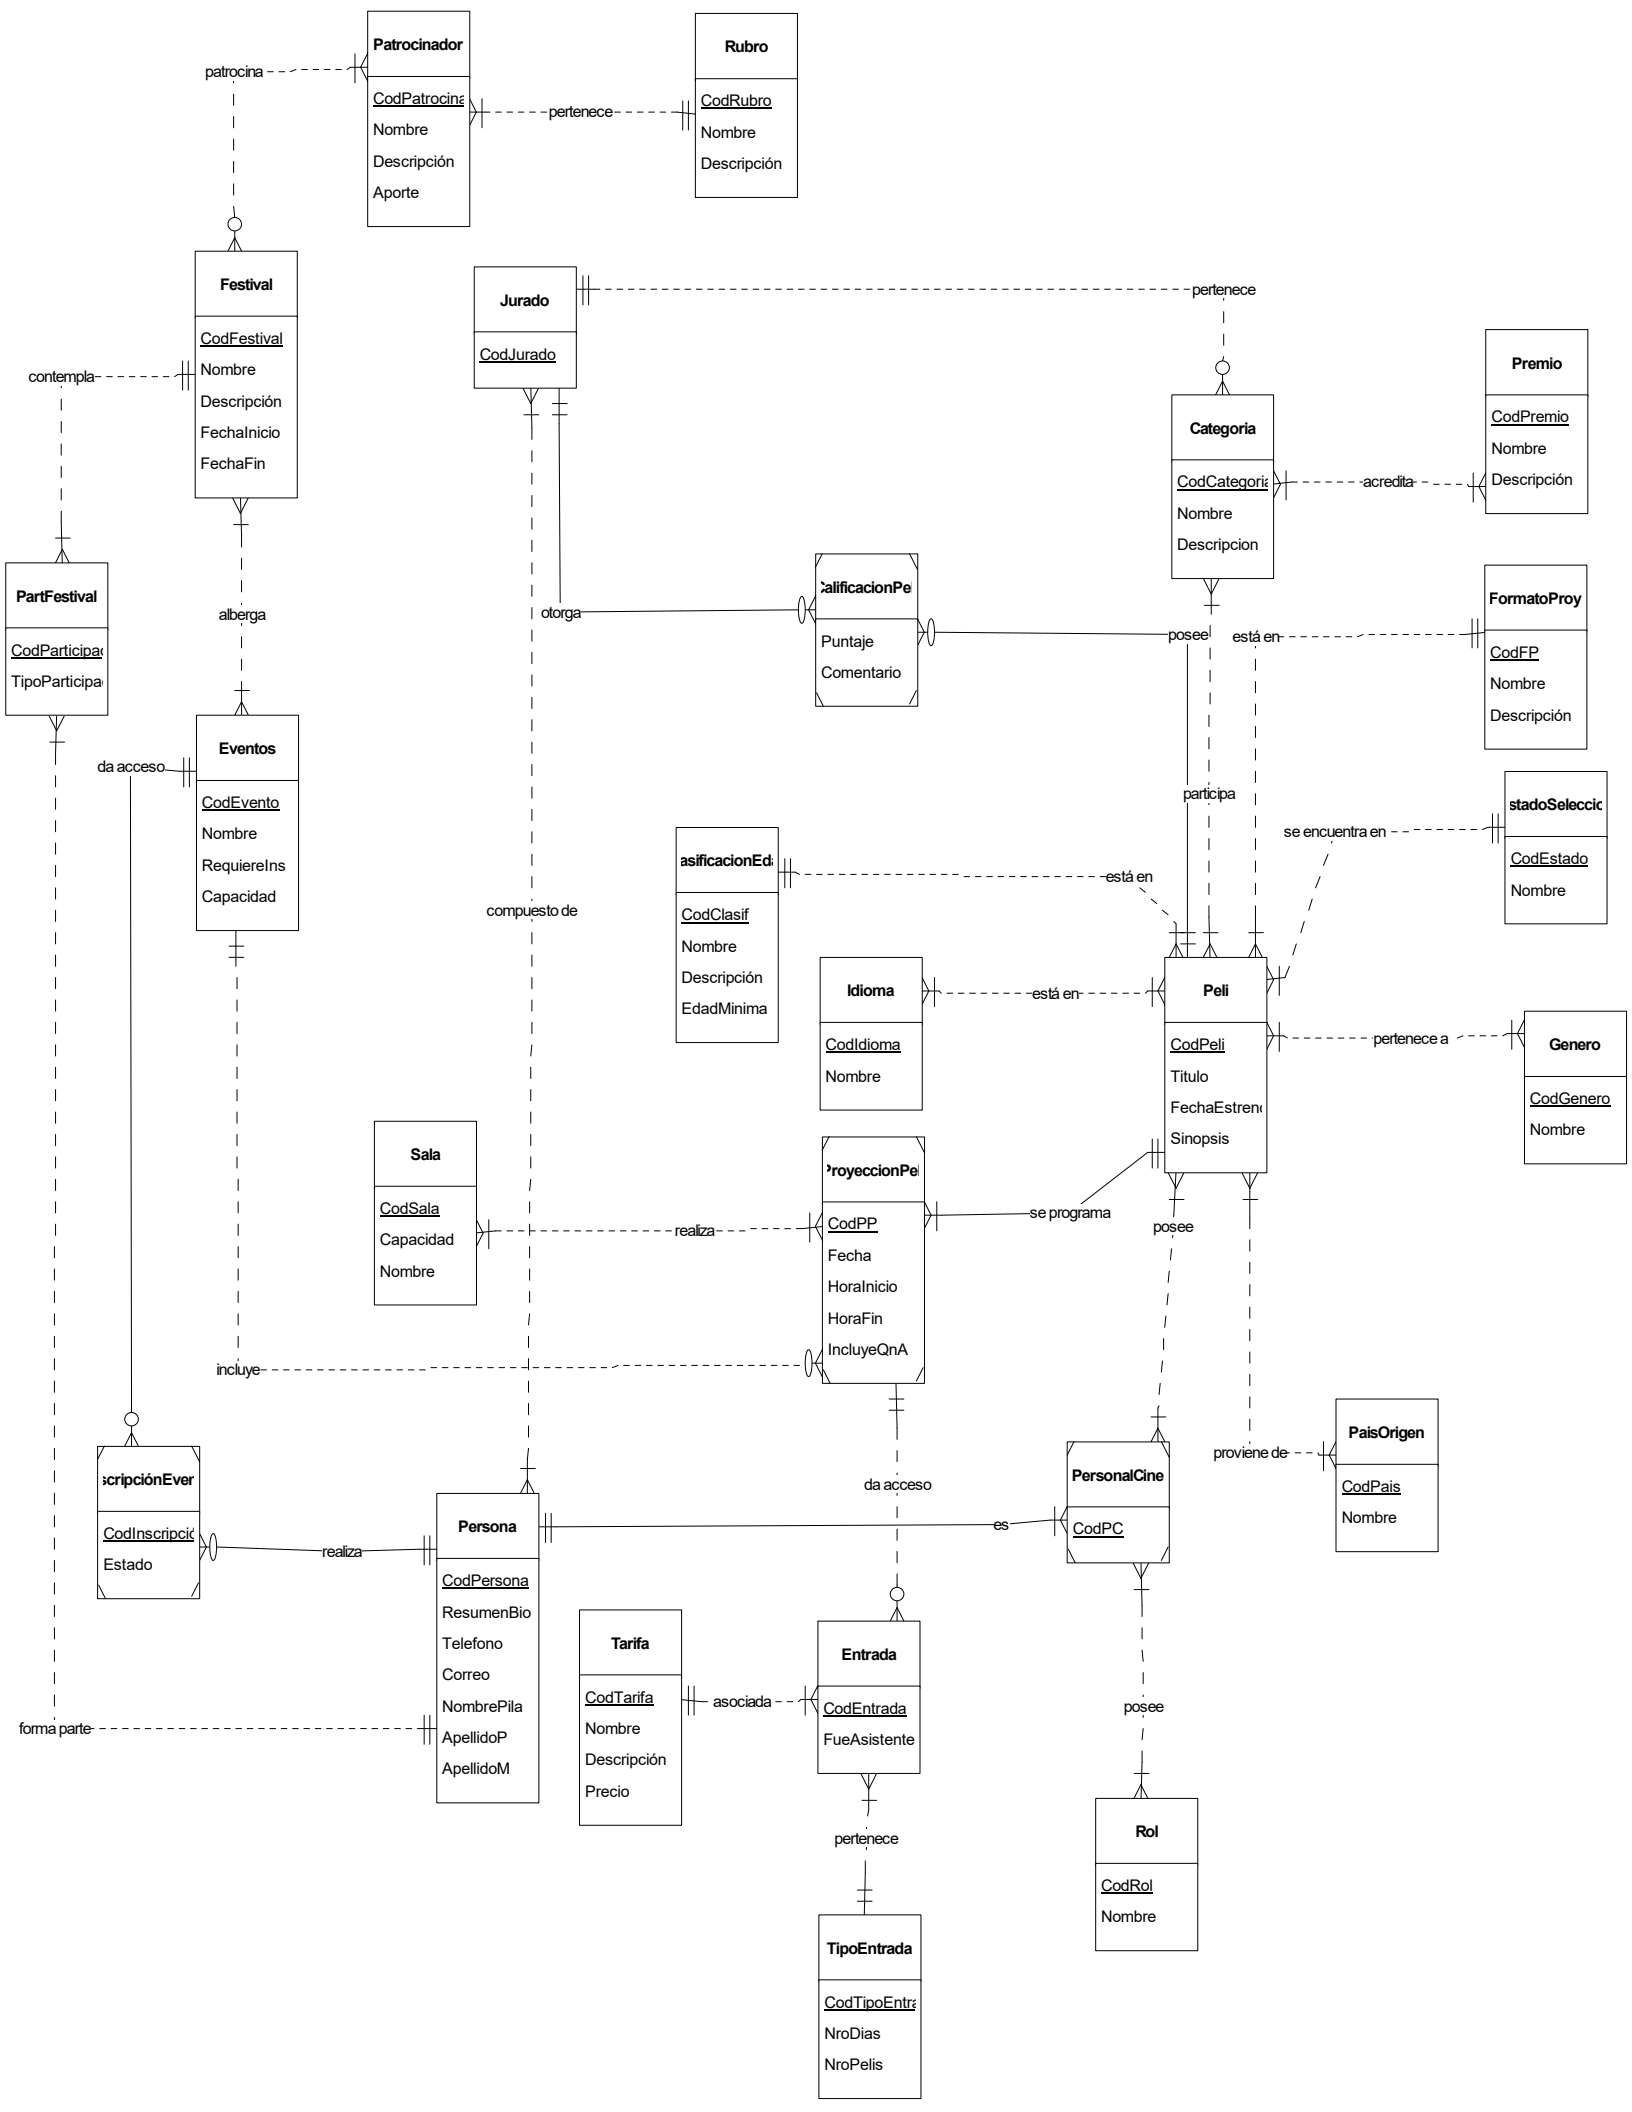 Patrocinador
CodPatrocina
Nombre
Descripción
Aporte
Rubro
CodRubro
Nombre
Descripción
patrocina
pertenece
Festival
CodFestival
Nombre
Descripción
FechaInicio
FechaFin
Jurado
CodJurado
pertenece
contempla
Categoria
CodCategoria
Nombre
Descripcion
Premio
CodPremio
Nombre
Descripción
acredita
PartFestival
CodParticipac
TipoParticipa
alberga
otorga
CalificacionPel
Puntaje
Comentario
posee
está en
FormatoProy
CodFP
Nombre
Descripción
Eventos
CodEvento
Nombre
RequiereIns
Capacidad
da acceso
participa
stadoSeleccio
CodEstado
Nombre
se encuentra en
asificacionEda
CodClasif
Nombre
Descripción
EdadMinima
está en
compuesto de
Idioma
CodIdioma
Nombre
está en
Peli
CodPeli
Titulo
FechaEstreno
Sinopsis
pertenece a
Genero
CodGenero
Nombre
Sala
CodSala
Capacidad
Nombre
realiza
ProyeccionPel
CodPP
Fecha
HoraInicio
HoraFin
IncluyeQnA
se programa
posee
incluye
proviene de
PaisOrigen
CodPais
Nombre
scripciónEven
CodInscripció
Estado
realiza
Persona
CodPersona
ResumenBio
Telefono
Correo
NombrePila
ApellidoP
ApellidoM
da acceso
es
PersonalCine
CodPC
forma parte
Tarifa
CodTarifa
Nombre
Descripción
Precio
asociada
Entrada
CodEntrada
FueAsistente
posee
pertenece
Rol
CodRol
Nombre
TipoEntrada
CodTipoEntra
NroDias
NroPelis